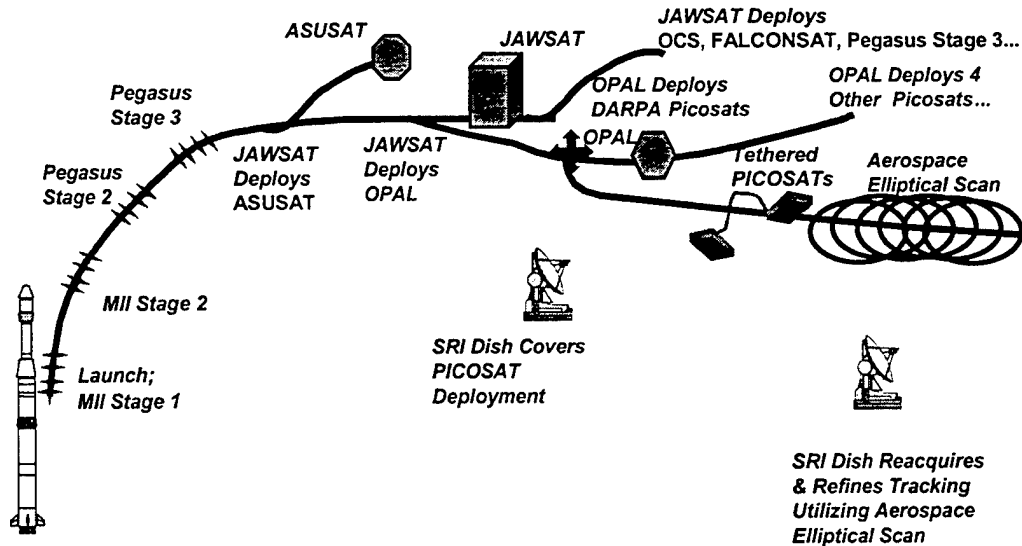 ASUSAT
JAWSAT
JAWSAT Deploys
OCS, FALCONSAT, Pegasus Stage 3...
OPAL Deploys
DARPA Picosats
OPAL
OPAL Deploys 4
Other Picosats...
Pegasus
Stage 3
Pegasus
Stage 2
JAWSAT
Deploys
ASUSAT
JAWSAT
Deploys
OPAL
Tethered
PICOSATs
Aerospace
Elliptical Scan
MII Stage 2
Launch;
MII Stage 1
SRI Dish Covers
PICOSAT
Deployment
SRI Dish Reacquires
& Refines Tracking
Utilizing Aerospace
Elliptical Scan